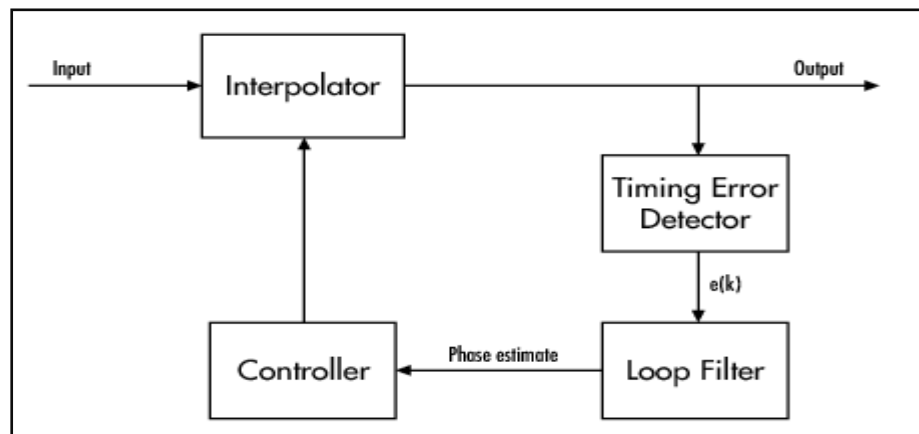 Input
Interpolator
Output
Timing Error
Detector
e(k)
Loop Filter
Phase estimate
Controller